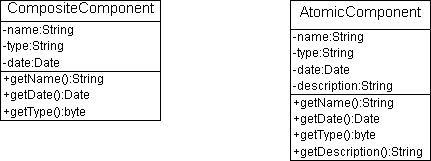 CompositeComponent
-name:String
-type:String
-date:Date
+getName():String
+getDate():Date
+getType():byte
AtomicComponent
-name:String
-type:String
-date:Date
-description:String
+getName():String
+getDate():Date
+getType():byte
+getDescription():String